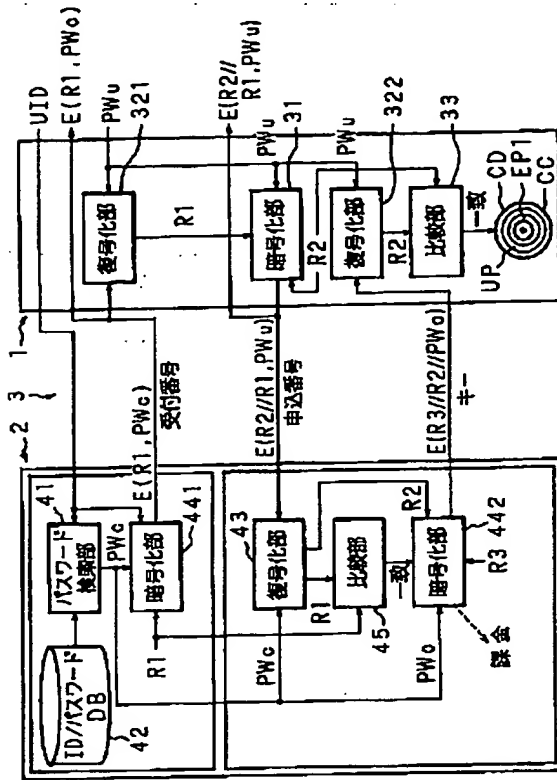 2
3
1
41
パスワード
検索部
UID
ID/パスワード
DB
42
PWc
E(R1,PWc)
受付番号
E(R1,PWc)
441
暗号化部
R1
復号化部
PWu
321
R1
43
復号化部
PWc
E(R2//R1,PWu)
申込番号
暗号化部
31
PWu
E(R2//
R1,PWu)
R1
R2
比較部
45
一致
R2
復号化部
PWu
322
R2
暗号化部
442
PWc
R3
課金
E(R3//R2//PWc)
キー
比較部
33
一致
UP
CD
EP1
CC